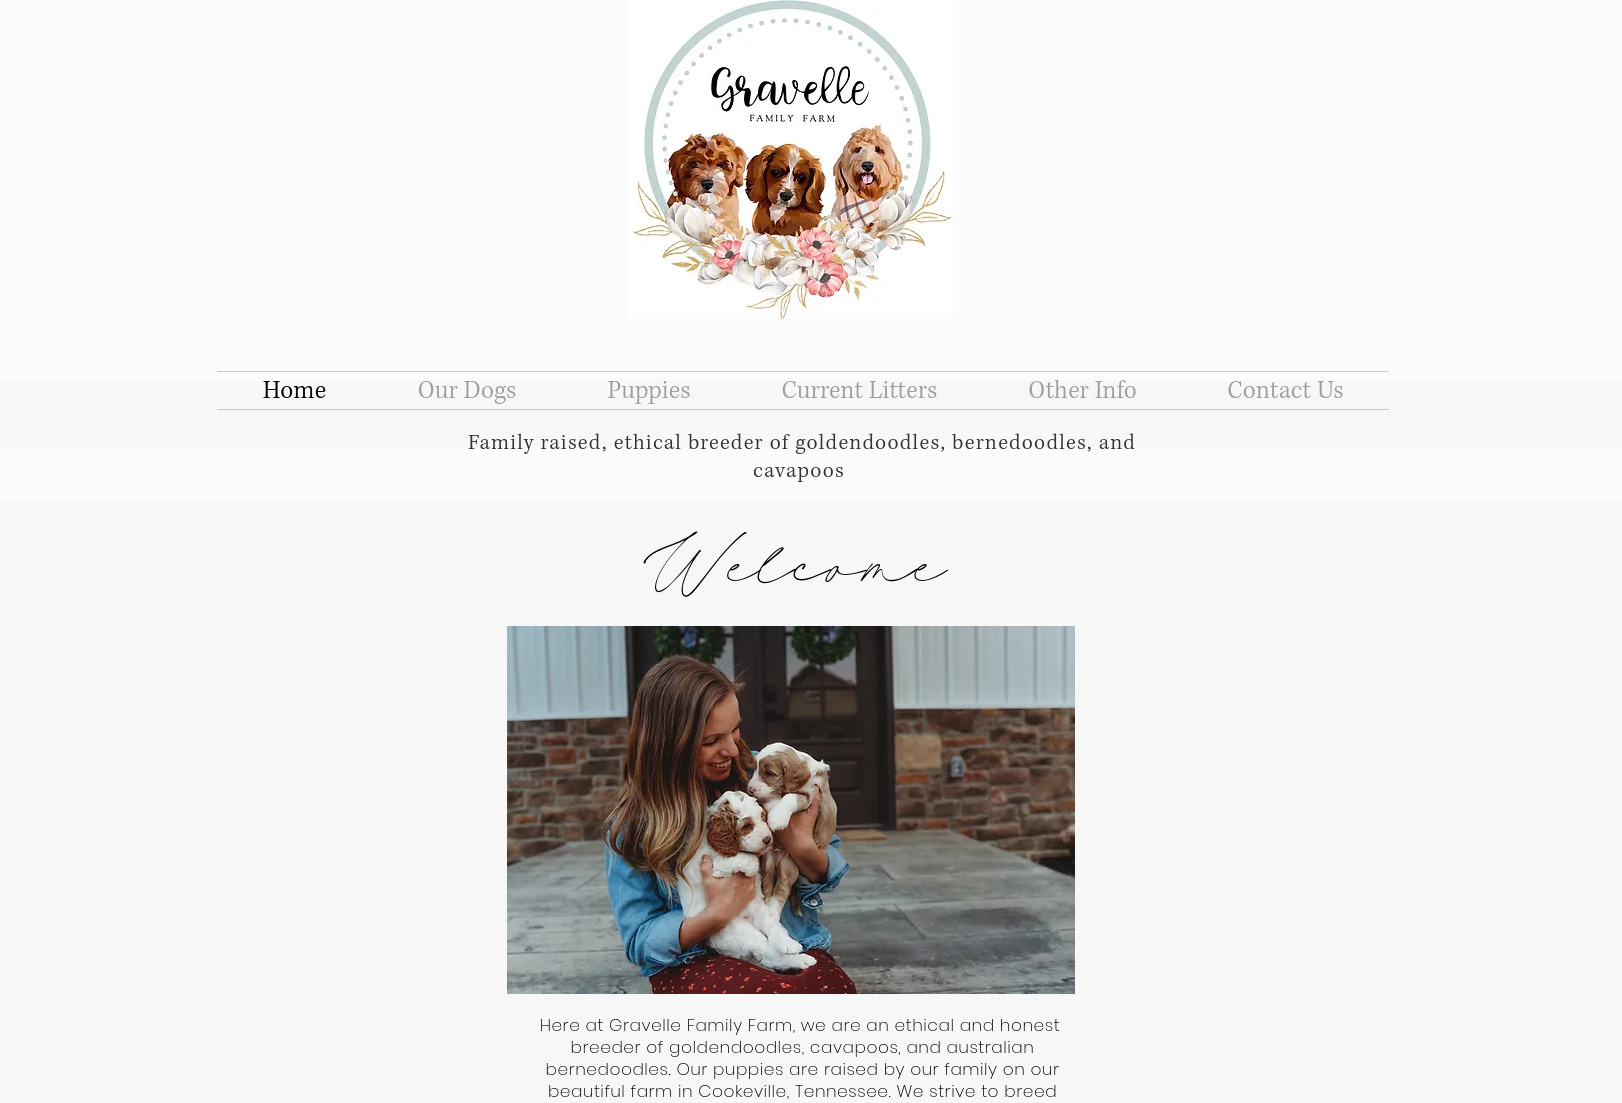 Gravelle
FAMILY FARM
Home Our Dogs Puppies Current Litters Other Info Contact Us
Family raised, ethical breeder of goldendoodles, bernedoodles, and
cavapoos
Welcome
Here at Gravelle Family Farm, we are an ethical and honest
breeder of goldendoodles, cavapoos, and australian
bernedoodles. Our puppies are raised by our family on our
beautiful farm in Cookeville, Tennessee. We strive to breed